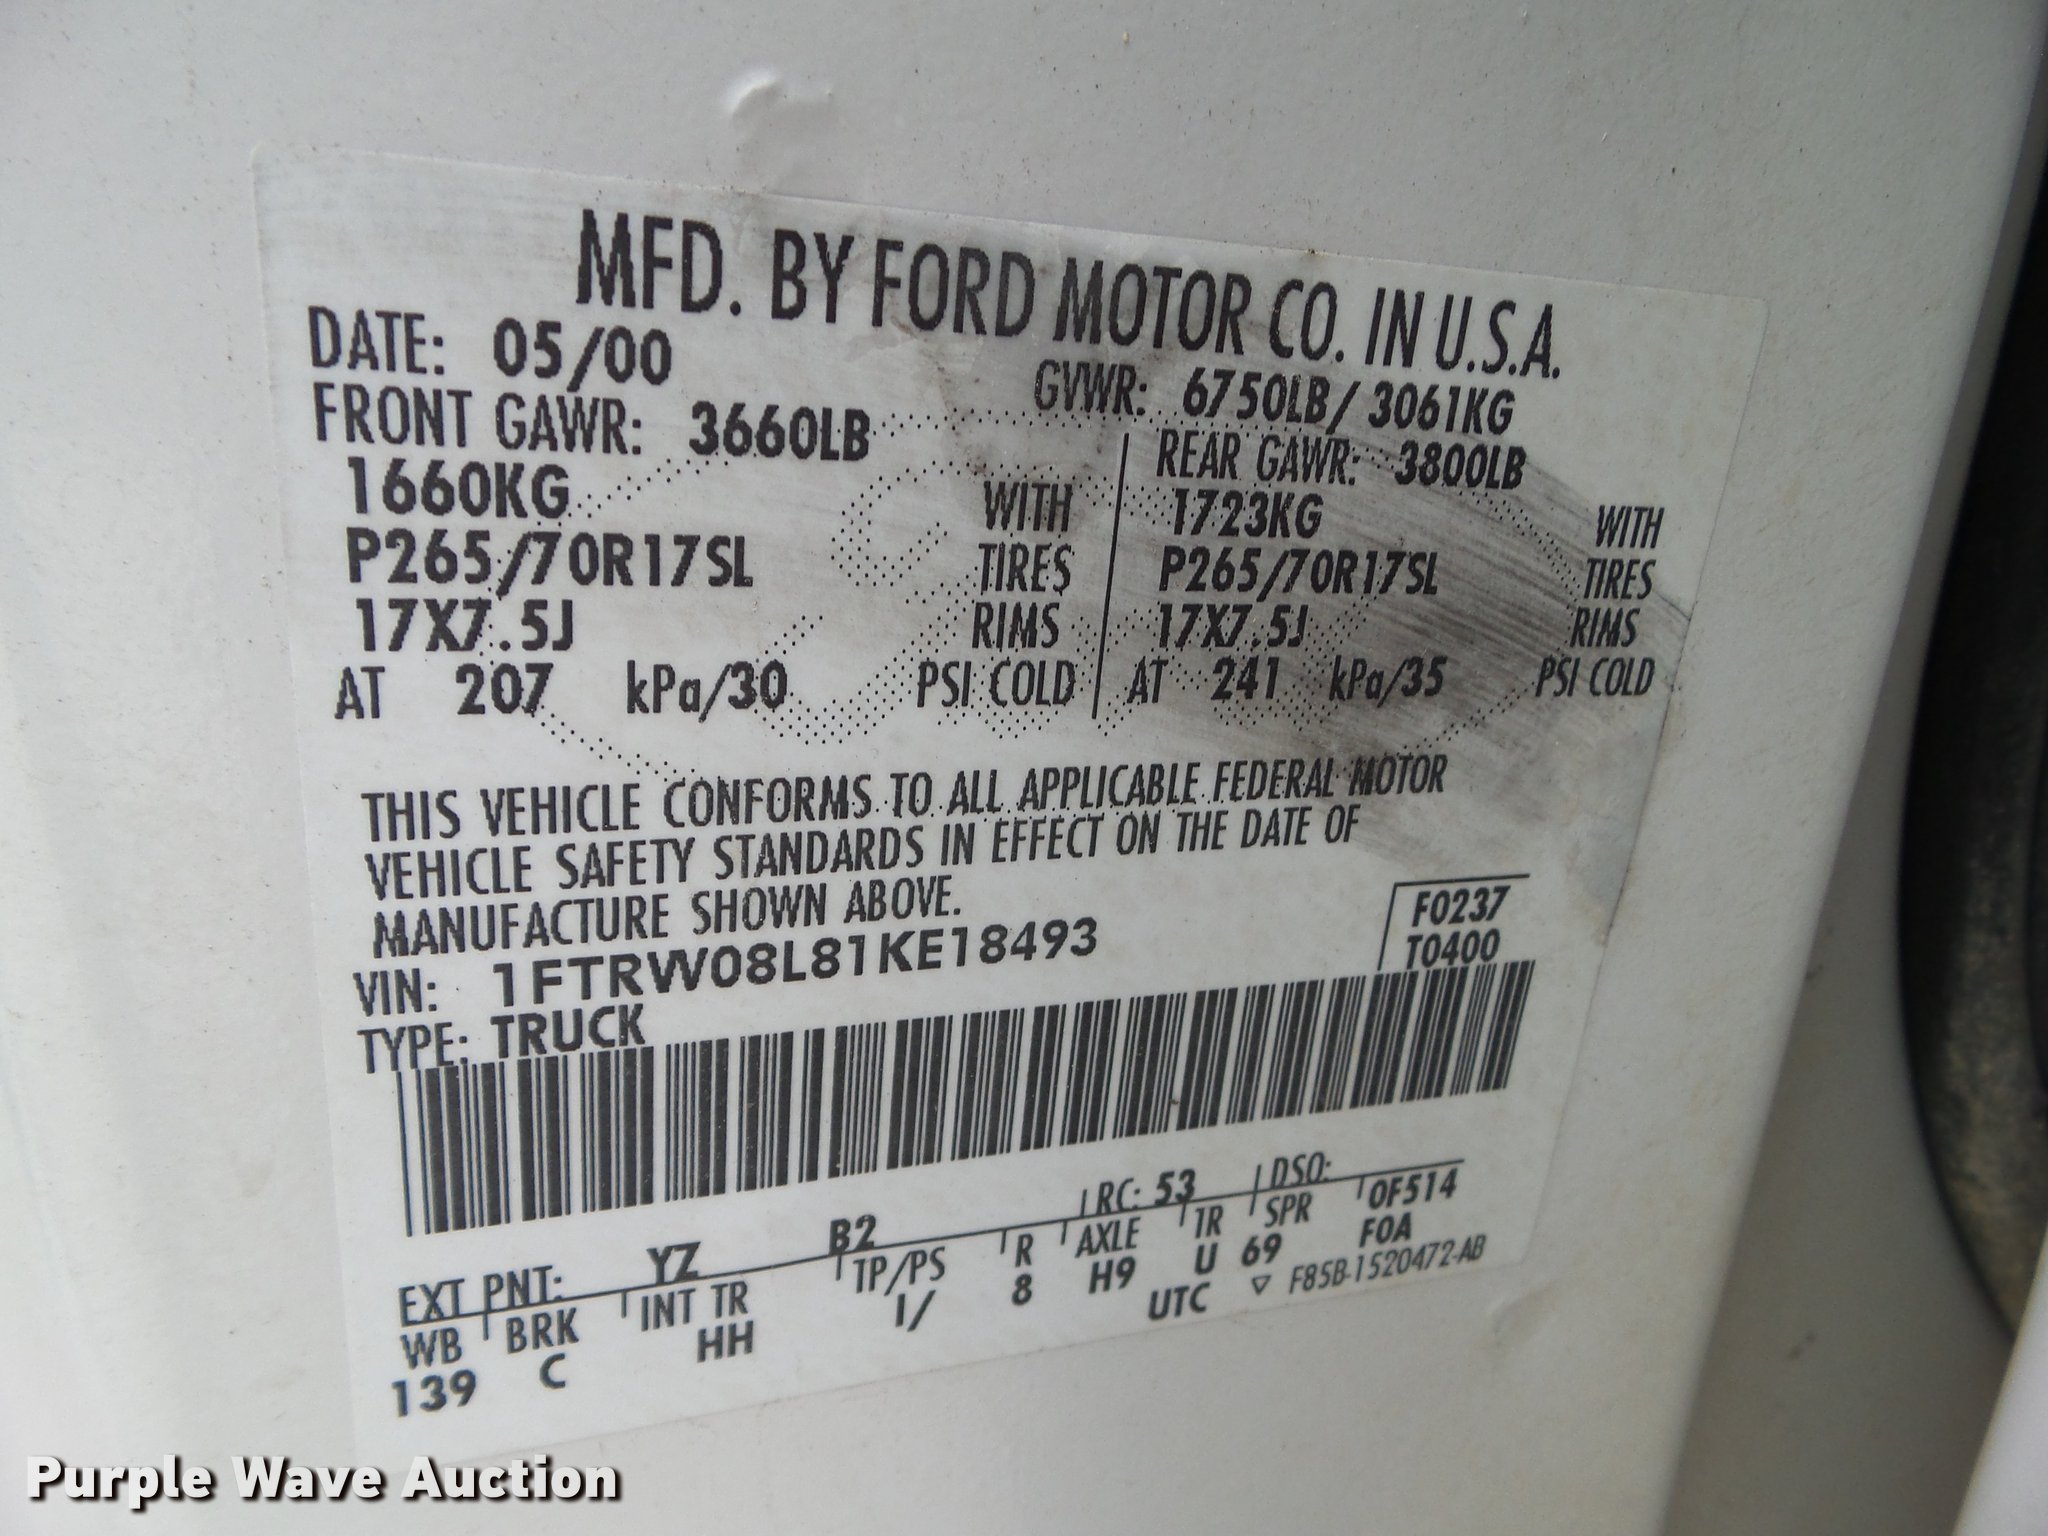 MFD. BY FORD MOTOR CO. IN U.S.A.
DATE: 05/00 GVWR: 6750LB/ 3061KG
FRONT GAWR: 3660LB REAR GAWR: 3800LB
1660KG WITH 1723KG WITH
P265/70R17SL TIRES P265/70R17SL TIRES
17X7.5J RIMS 17X7.5J RIMS
AT 207 kPa/30 PSI COLD AT 241 kPa/35 PSI COLD
THIS VEHICLE CONFORMS TO ALL APPLICABLE FEDERAL MOTOR
VEHICLE SAFETY STANDARDS IN EFFECT ON THE DATE OF
MANUFACTURE SHOWN ABOVE.
F0237
VIN: 1FTRW08L81KE18493 T0400
TYPE: TRUCK
EXT PNT: YZ B2 RC: 53 DSO:
WB BRK INT TR TP/PS R AXLE TR SPR 0F514
139 C HH I/ 8 H9 U 69 F0A
UTC ▽ F85B-1520472-AB
Purple Wave Auction